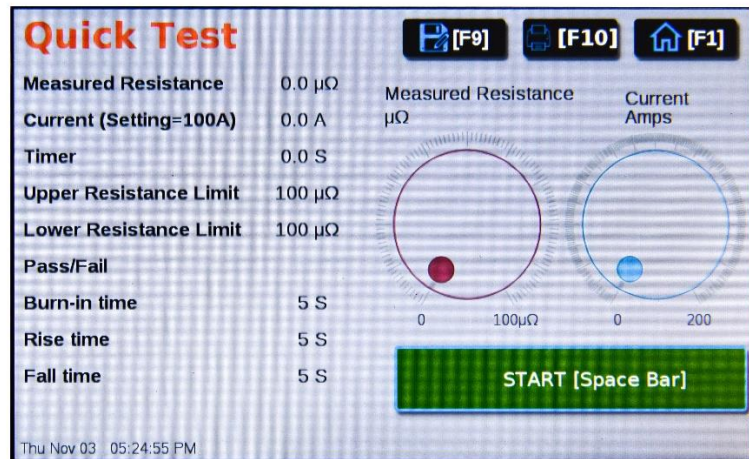 Quick Test
[F9] [F10] [F1]
Measured Resistance 0.0 µΩ
Current (Setting=100A) 0.0 A
Timer 0.0 S
Upper Resistance Limit 100 µΩ
Lower Resistance Limit 100 µΩ
Pass/Fail
Burn-in time 5 S
Rise time 5 S
Fall time 5 S
Measured Resistance
µΩ
Current
Amps
0 100µΩ
0 200
START [Space Bar]
Thu Nov 03 05:24:55 PM